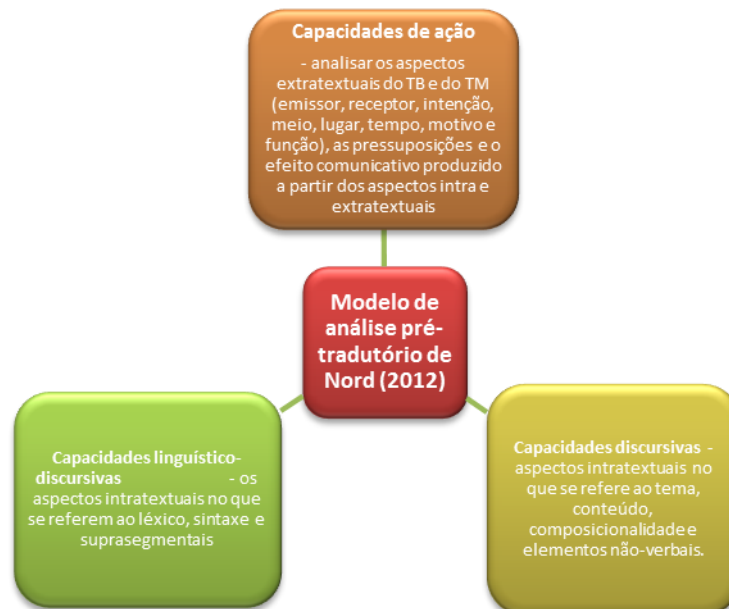 Capacidades de ação
- analisar os aspectos
extratextuais do TB e do TM
(emissor, receptor, intenção,
meio, lugar, tempo, motivo e
função), as pressuposições e o
efeito comunicativo produzido
a partir dos aspectos intra e
extratextuais
Modelo de
análise pré-
tradutório de
Nord (2012)
Capacidades linguístico-
discursivas - os
aspectos intratextuais no que
se referem ao léxico, sintaxe e
suprasegmentais
Capacidades discursivas -
aspectos intratextuais no
que se refere ao tema,
conteúdo,
composicionalidade e
elementos não-verbais.